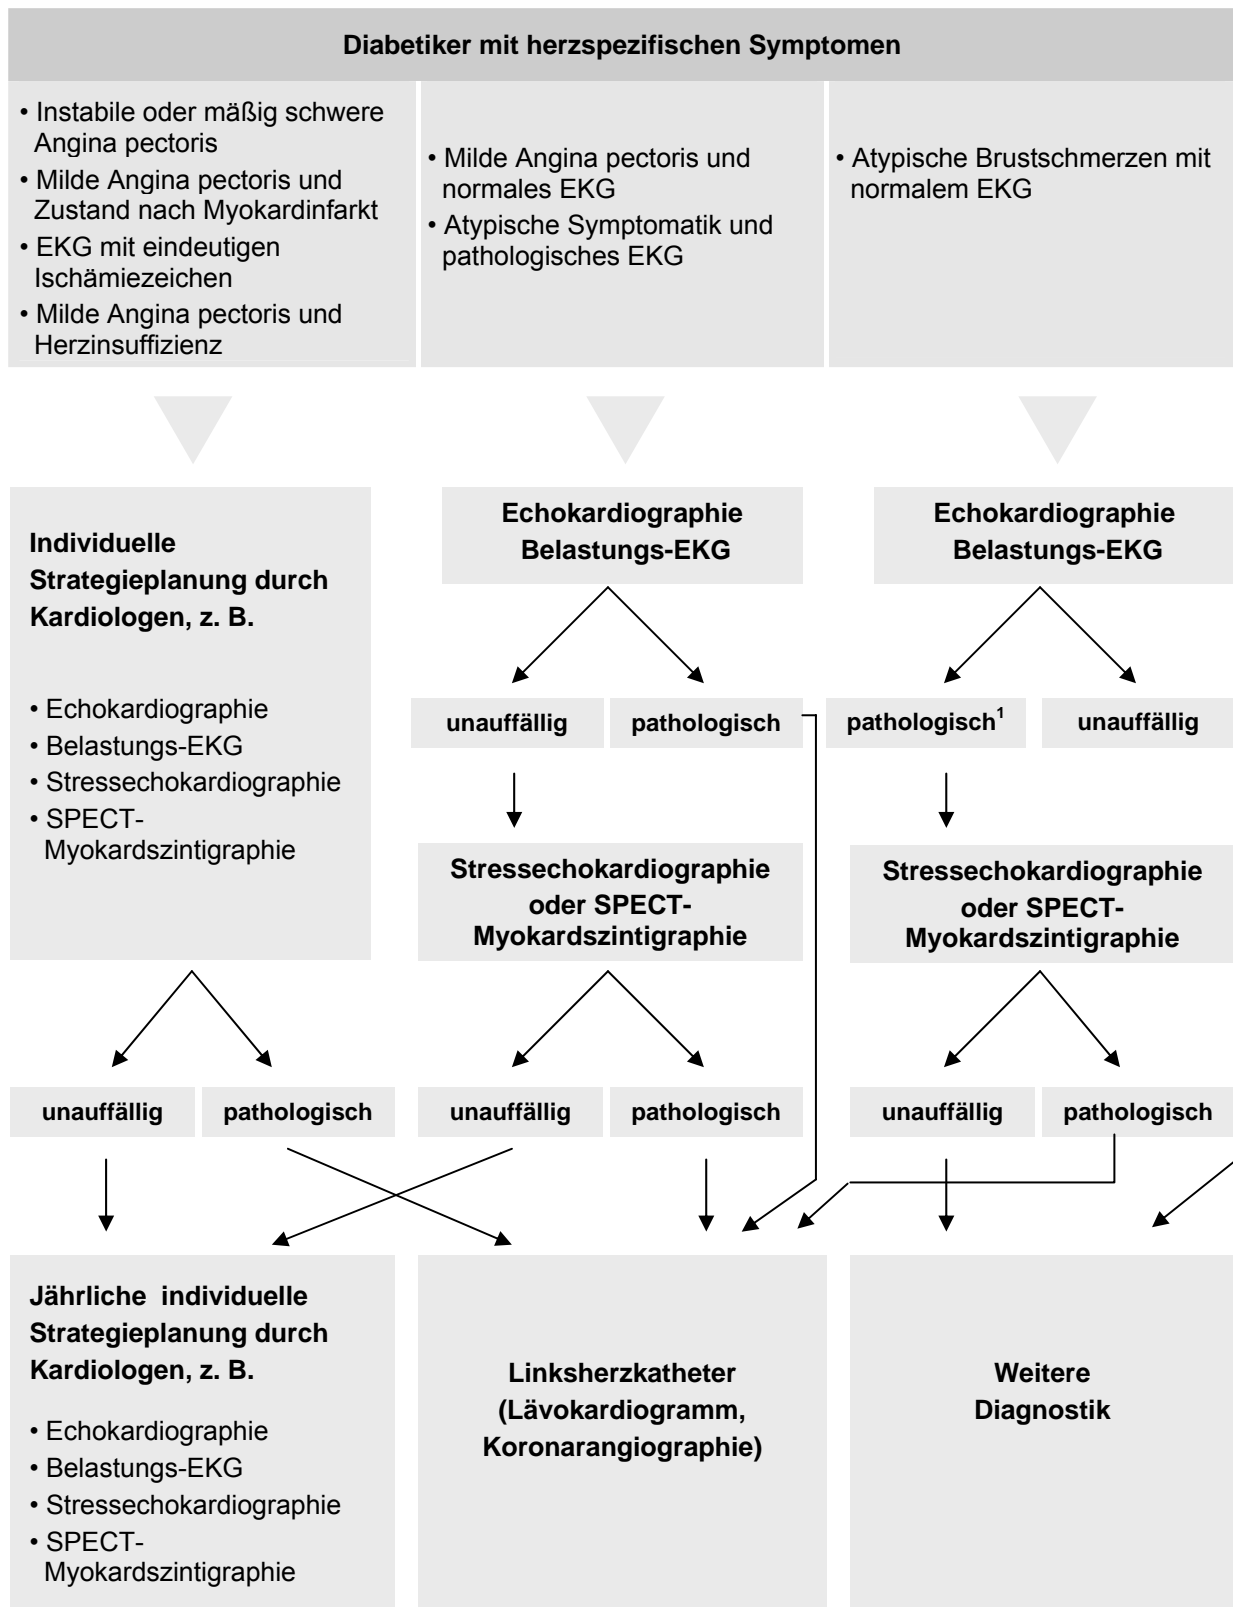 Diabetiker mit herzspezifischen Symptomen
• Instabile oder mäßig schwere
Angina pectoris
• Milde Angina pectoris und
Zustand nach Myokardinfarkt
• EKG mit eindeutigen
Ischämiezeichen
• Milde Angina pectoris und
Herzinsuffizienz
• Milde Angina pectoris und
normales EKG
• Atypische Symptomatik und
pathologisches EKG
• Atypische Brustschmerzen mit
normalem EKG
Individuelle
Strategieplanung durch
Kardiologen, z. B.
• Echokardiographie
• Belastungs-EKG
• Stressechokardiographie
• SPECT-
Myokardszintigraphie
Echokardiographie
Belastungs-EKG
Echokardiographie
Belastungs-EKG
unauffällig
pathologisch
pathologisch¹
unauffällig
Stressechokardiographie
oder SPECT-
Myokardszintigraphie
Stressechokardiographie
oder SPECT-
Myokardszintigraphie
unauffällig
pathologisch
unauffällig
pathologisch
unauffällig
pathologisch
Jährliche individuelle
Strategieplanung durch
Kardiologen, z. B.
• Echokardiographie
• Belastungs-EKG
• Stressechokardiographie
• SPECT-
Myokardszintigraphie
Linksherzkatheter
(Lävokardiogramm,
Koronarangiographie)
Weitere
Diagnostik